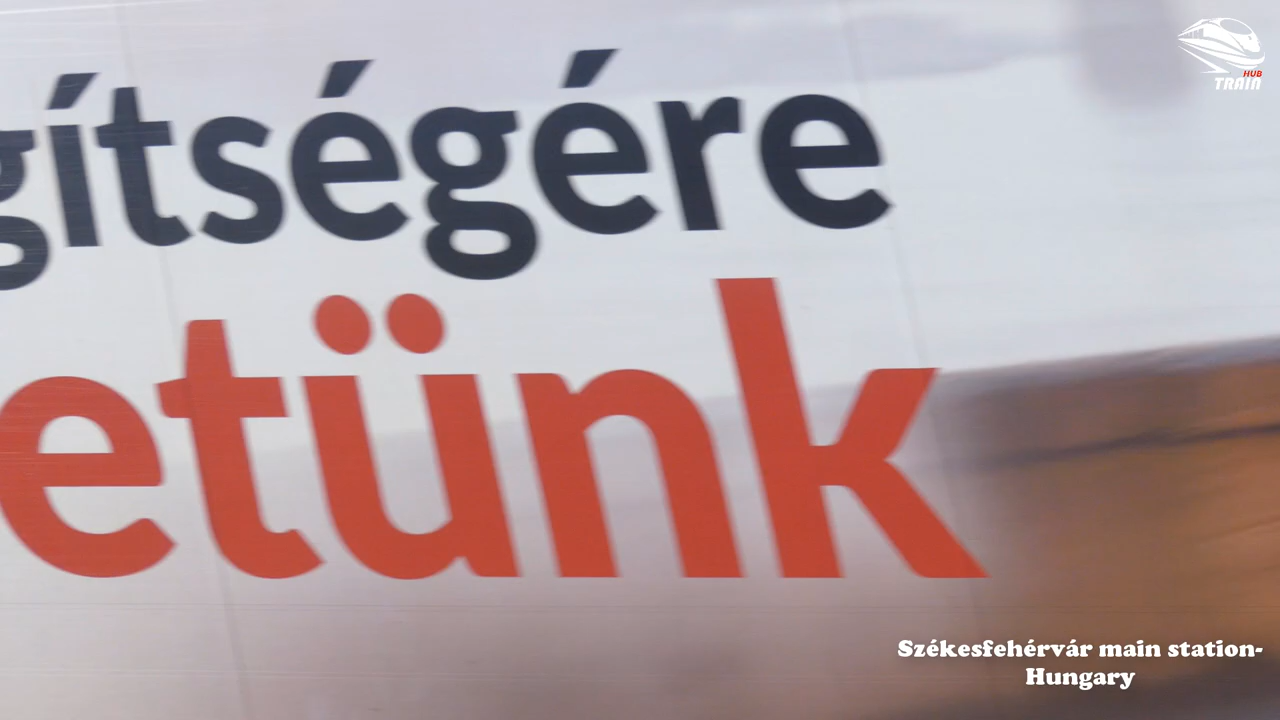 HUB
TRAIN
gítségére
etünk
Székesfehérvár main station-
Hungary